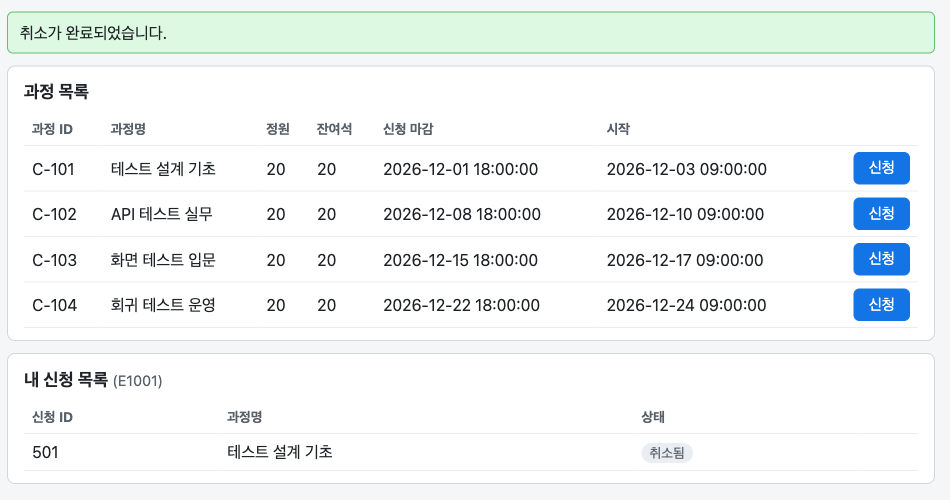 취소가 완료되었습니다.
과정 목록
과정 ID 과정명 정원 잔여석 신청 마감 시작
C-101 테스트 설계 기초 20 20 2026-12-01 18:00:00 2026-12-03 09:00:00 신청
C-102 API 테스트 실무 20 20 2026-12-08 18:00:00 2026-12-10 09:00:00 신청
C-103 화면 테스트 입문 20 20 2026-12-15 18:00:00 2026-12-17 09:00:00 신청
C-104 회귀 테스트 운영 20 20 2026-12-22 18:00:00 2026-12-24 09:00:00 신청
내 신청 목록 (E1001)
신청 ID 과정명 상태
501 테스트 설계 기초 취소됨